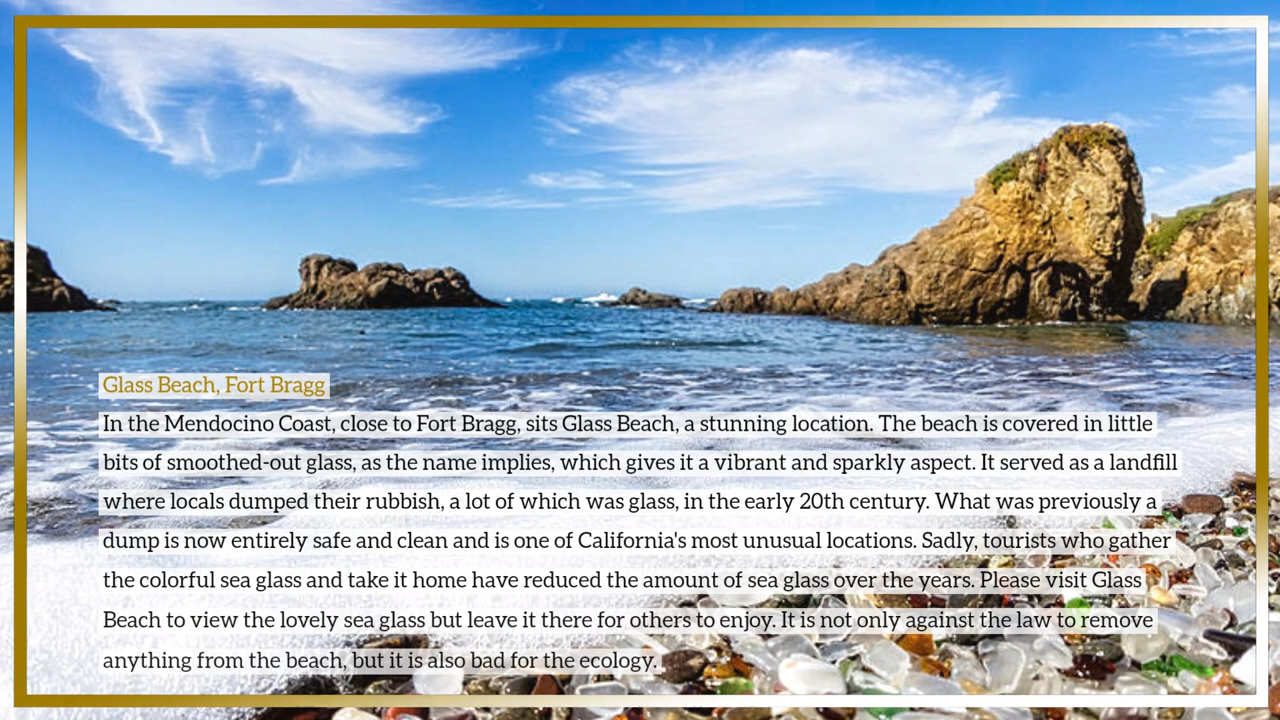 Glass Beach, Fort Bragg
In the Mendocino Coast, close to Fort Bragg, sits Glass Beach, a stunning location. The beach is covered in little
bits of smoothed-out glass, as the name implies, which gives it a vibrant and sparkly aspect. It served as a landfill
where locals dumped their rubbish, a lot of which was glass, in the early 20th century. What was previously a
dump is now entirely safe and clean and is one of California's most unusual locations. Sadly, tourists who gather
the colorful sea glass and take it home have reduced the amount of sea glass over the years. Please visit Glass
Beach to view the lovely sea glass but leave it there for others to enjoy. It is not only against the law to remove
anything from the beach, but it is also bad for the ecology.